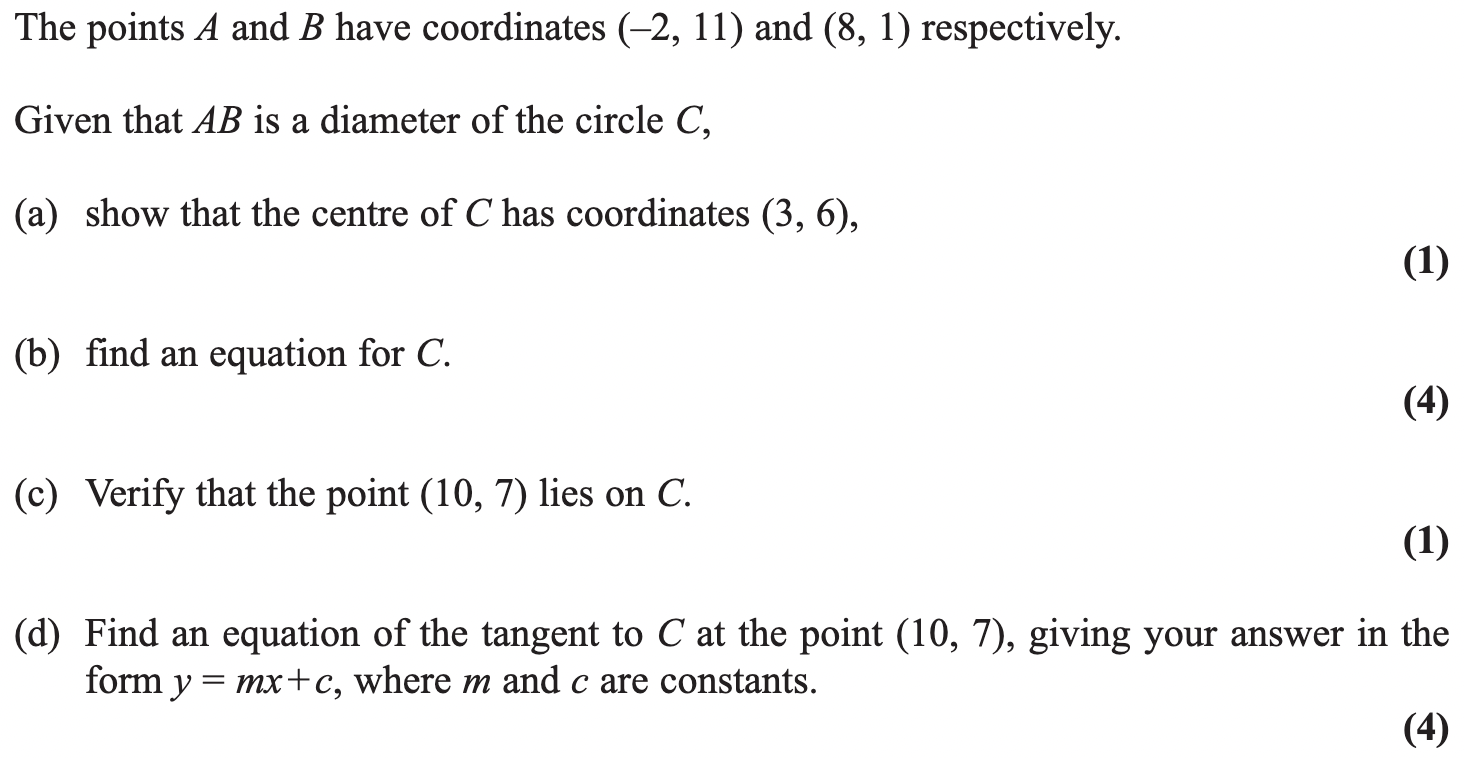 The points A and B have coordinates (–2, 11) and (8, 1) respectively.
Given that AB is a diameter of the circle C,
(a) show that the centre of C has coordinates (3, 6),
(1)
(b) find an equation for C.
(4)
(c) Verify that the point (10, 7) lies on C.
(1)
(d) Find an equation of the tangent to C at the point (10, 7), giving your answer in the
form y = mx+c, where m and c are constants.
(4)